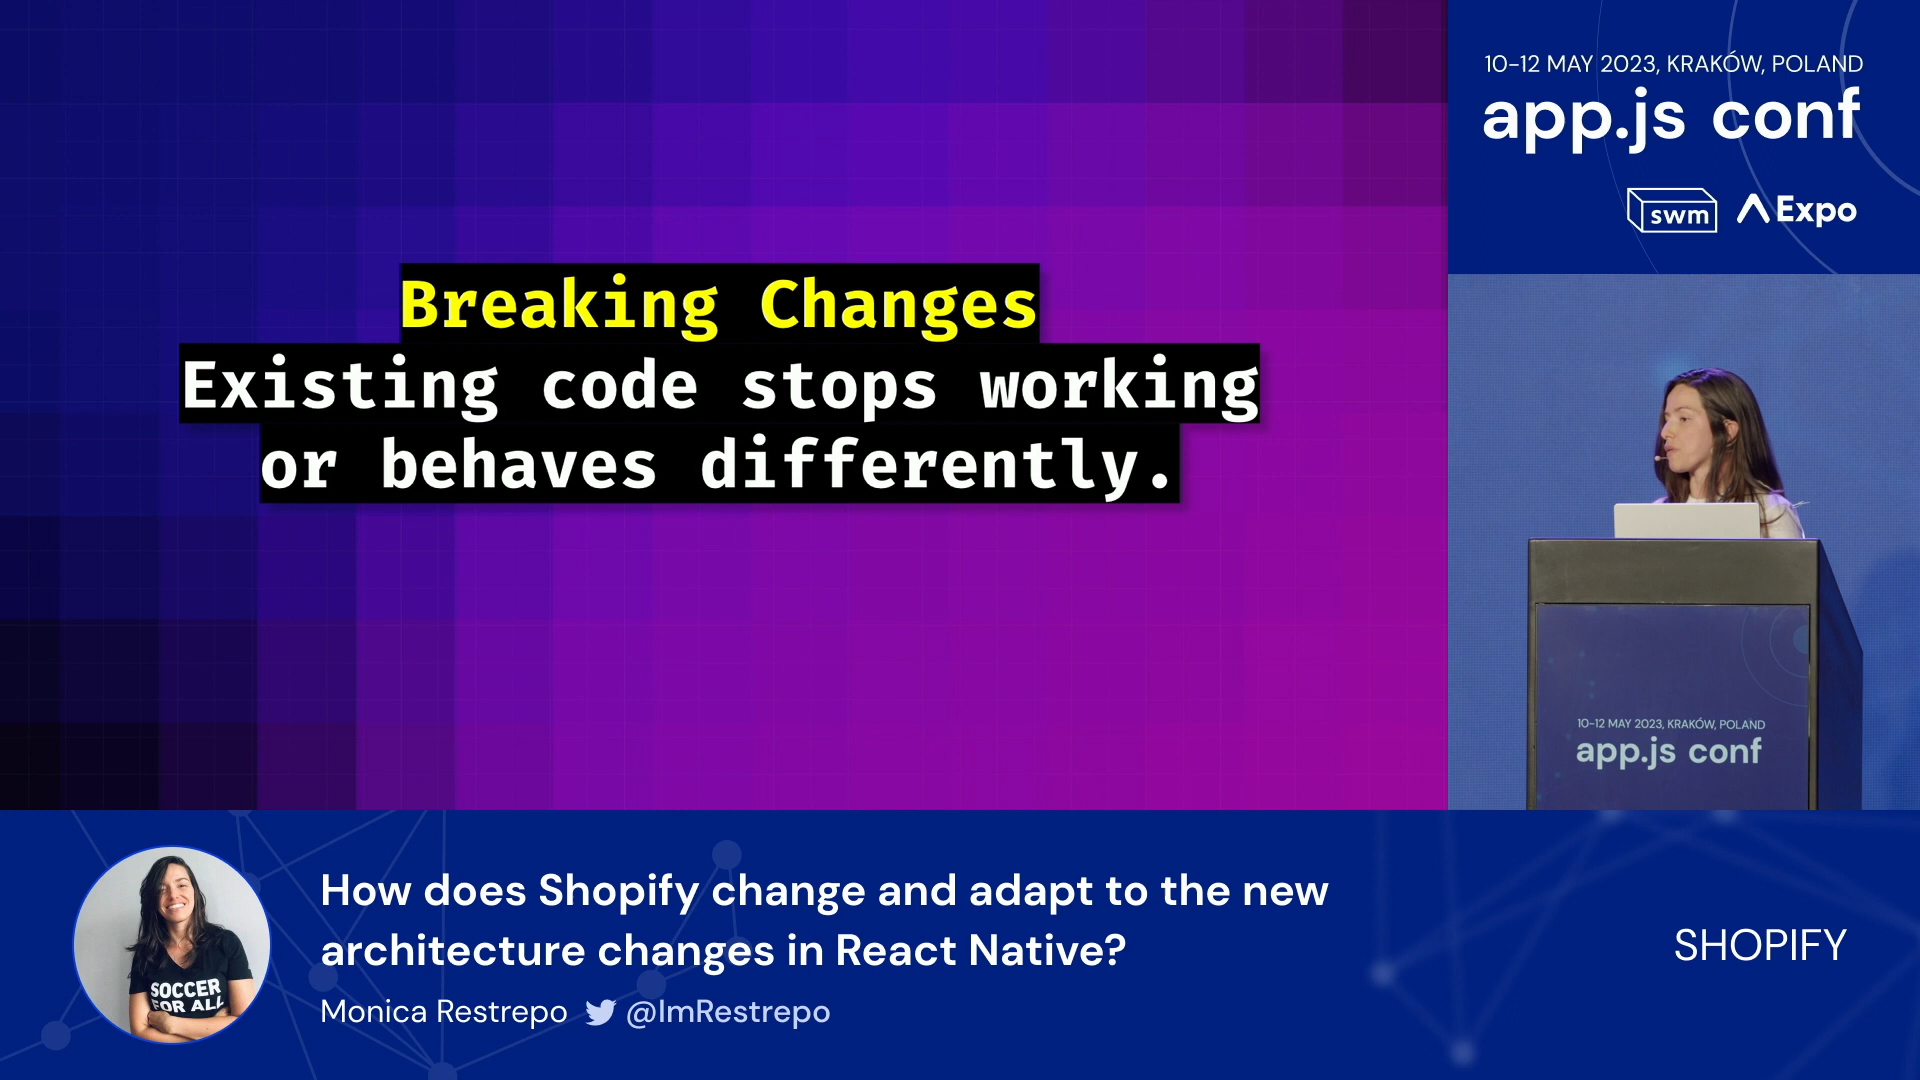 Breaking Changes
Existing code stops working
or behaves differently.
10-12 MAY 2023, KRAKÓW, POLAND
app.js conf
swm Expo
10-12 MAY 2023, KRAKÓW, POLAND
app.js conf
SOCCER
FOR ALL
How does Shopify change and adapt to the new
architecture changes in React Native?
Monica Restrepo @lmRestrepo
SHOPIFY